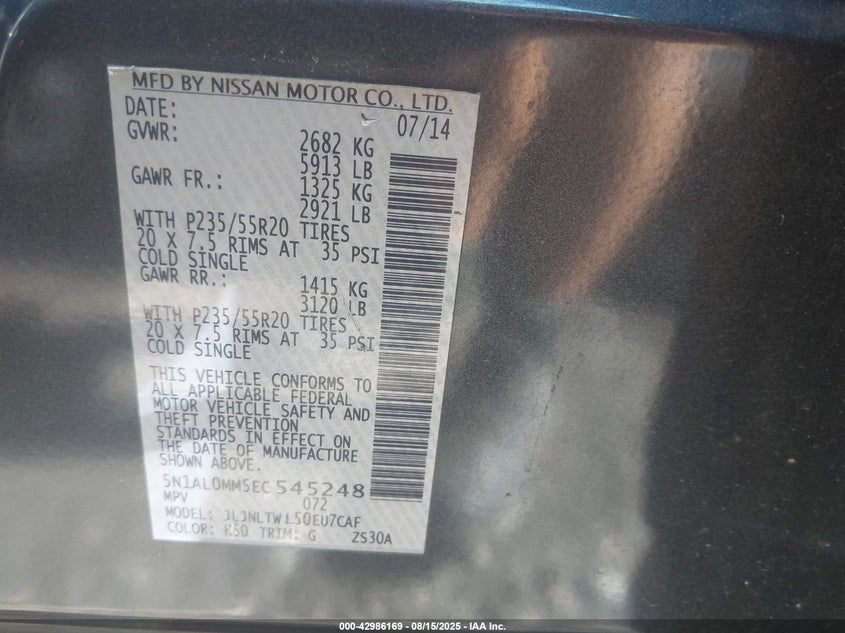 MFD BY NISSAN MOTOR CO., LTD.
DATE: 07/14
GVWR: 2682 KG
5913 LB
GAWR FR.: 1325 KG
2921 LB
WITH P235/55R20 TIRES
20 X 7.5 RIMS AT 35 PSI
COLD SINGLE
GAWR RR.: 1415 KG
3120 LB
WITH P235/55R20 TIRES
20 X 7.5 RIMS AT 35 PSI
COLD SINGLE
THIS VEHICLE CONFORMS TO
ALL APPLICABLE FEDERAL
MOTOR VEHICLE SAFETY AND
THEFT PREVENTION
STANDARDS IN EFFECT ON
THE DATE OF MANUFACTURE
SHOWN ABOVE.
5N1AL0MM5EC 545248
MPV 072
MODEL: JLJNLTWL50EU7CAF
COLOR: K50 TRIM: G ZS30A
000-42986169 - 08/15/2025 - IAA Inc.